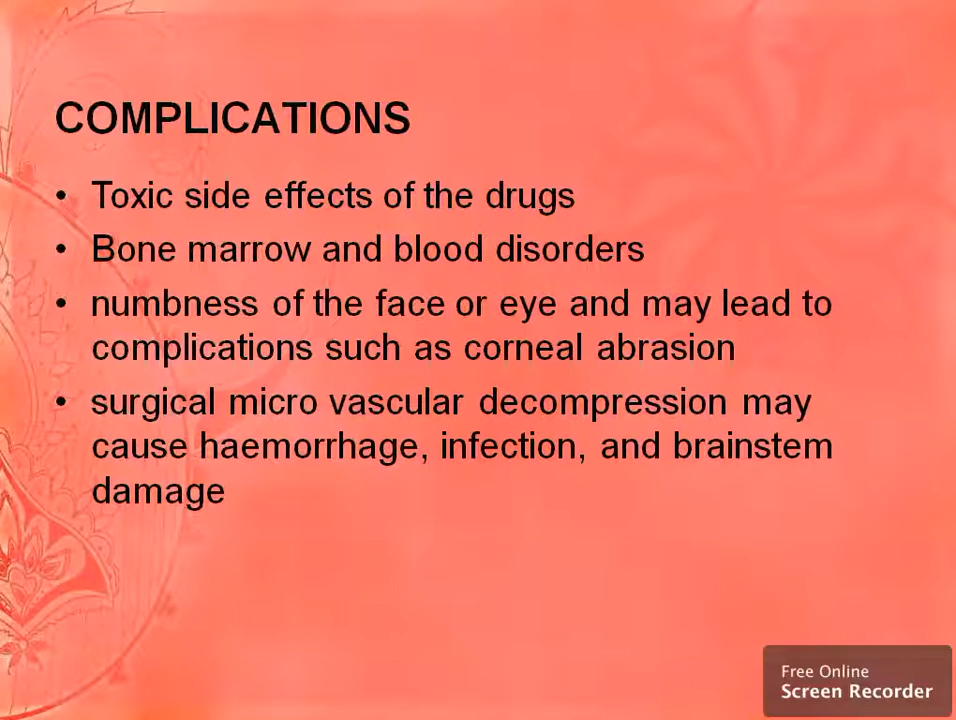 COMPLICATIONS
• Toxic side effects of the drugs
• Bone marrow and blood disorders
• numbness of the face or eye and may lead to
complications such as corneal abrasion
• surgical micro vascular decompression may
cause haemorrhage, infection, and brainstem
damage
Free Online
Screen Recorder